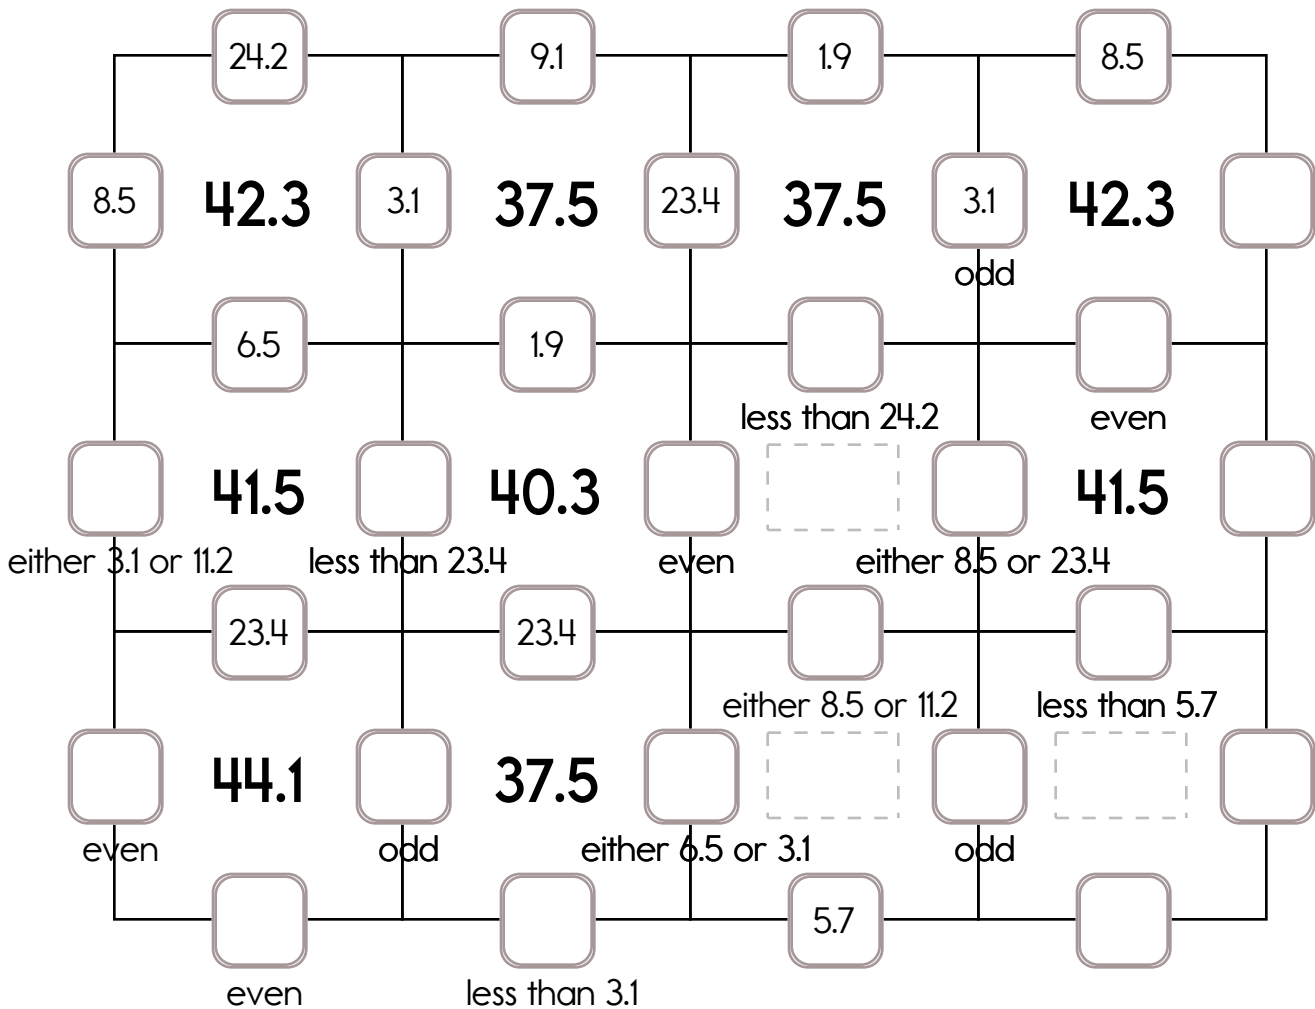 24.2 9.1 1.9 8.5
8.5 42.3 3.1 37.5 23.4 37.5 3.1 42.3
odd
6.5 1.9
less than 24.2 even
41.5 40.3 41.5
either 3.1 or 11.2 less than 23.4 even either 8.5 or 23.4
23.4 23.4
either 8.5 or 11.2 less than 5.7
44.1 37.5
even odd either 6.5 or 3.1 odd
5.7
even less than 3.1